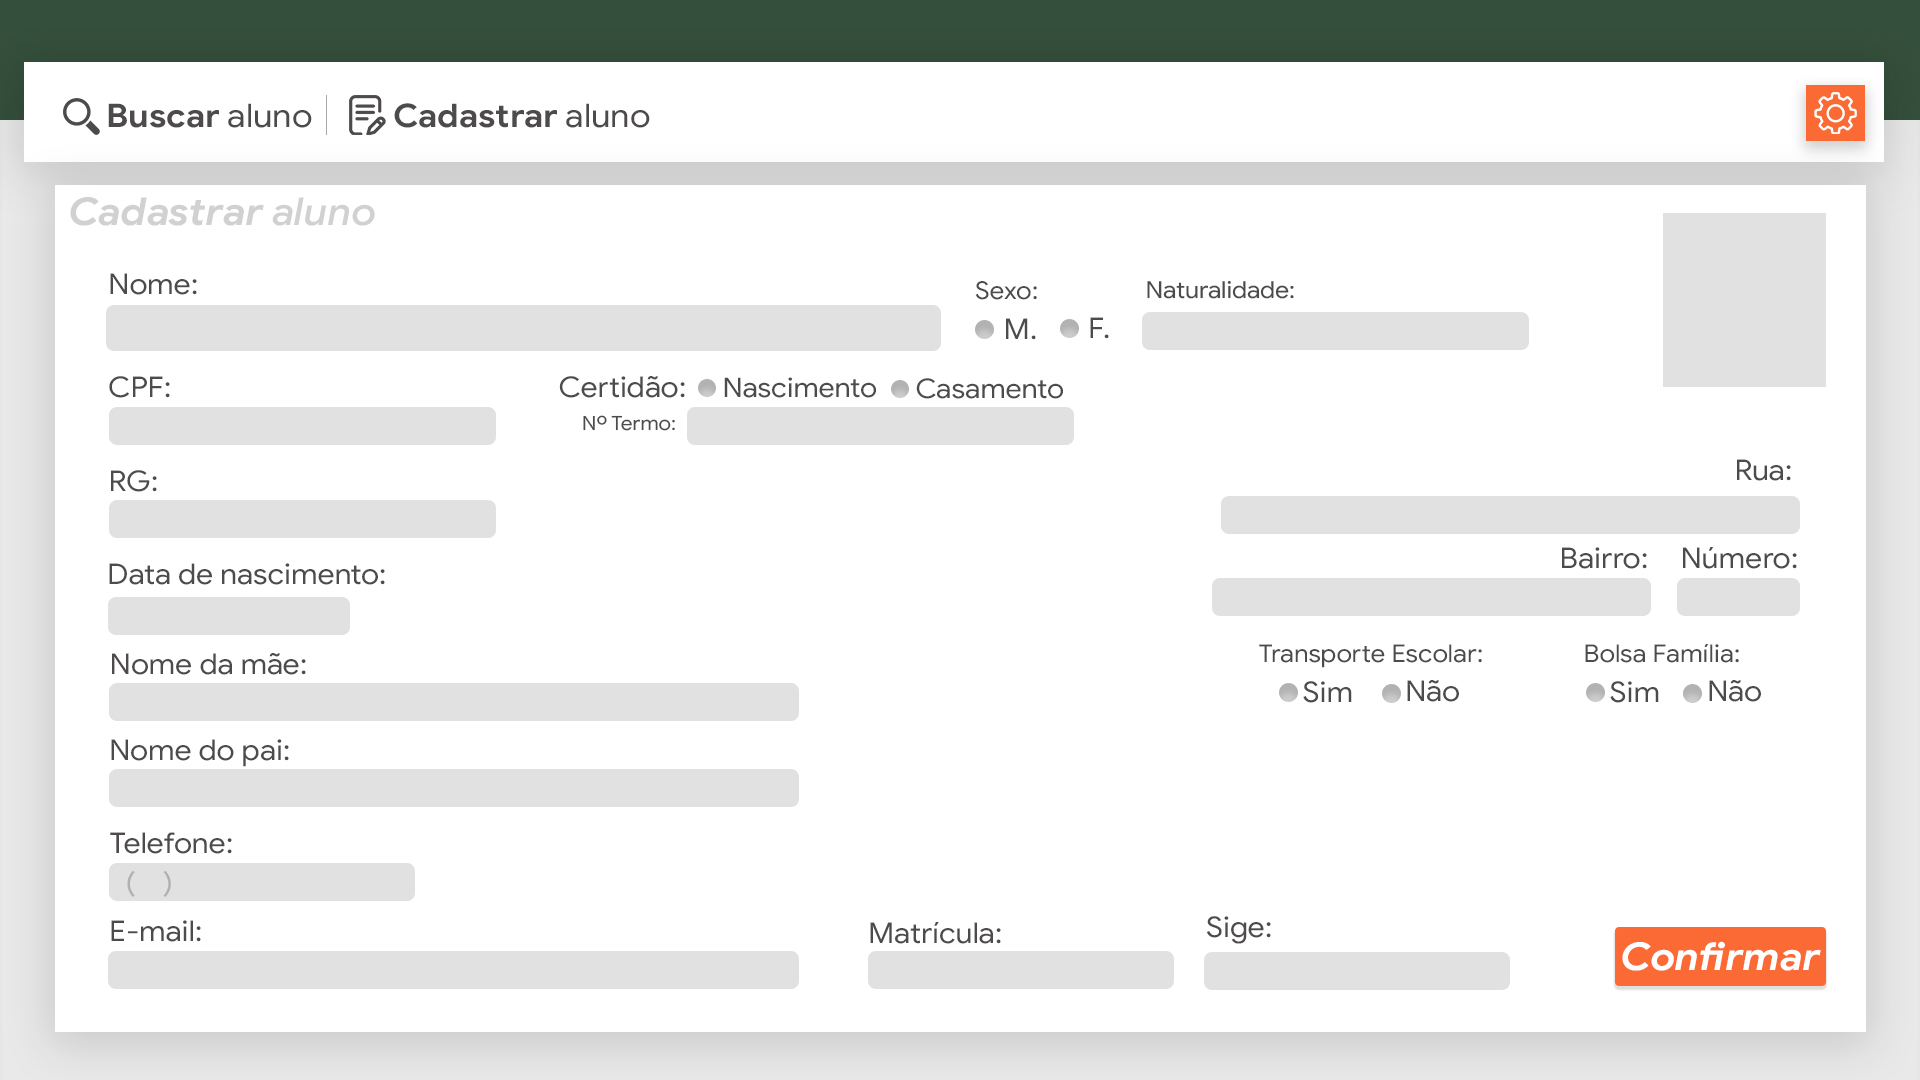 Buscar aluno
Cadastrar aluno
Cadastrar aluno
Nome:
Sexo:
M. F.
Naturalidade:
CPF:
Certidão: Nascimento Casamento
Nº Termo:
RG:
Rua:
Bairro: Número:
Data de nascimento:
Transporte Escolar:
Sim Não
Bolsa Família:
Sim Não
Nome da mãe:
Nome do pai:
Telefone:
( )
E-mail:
Matrícula:
Sige:
Confirmar